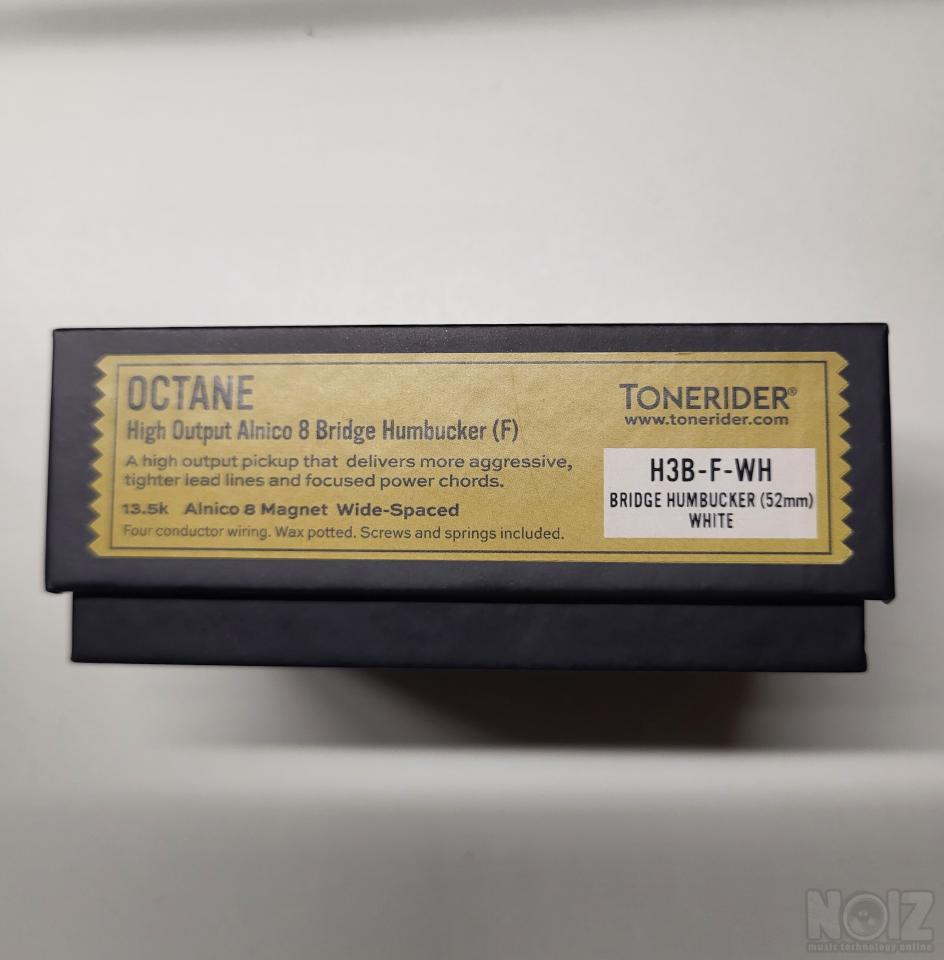 OCTANE
High Output Alnico 8 Bridge Humbucker (F)
A high output pickup that delivers more aggressive,
tighter lead lines and focused power chords.
13.5k Alnico 8 Magnet Wide-Spaced
Four conductor wiring. Wax potted. Screws and springs included.
TONERIDER®
www.tonerider.com
H3B-F-WH
BRIDGE HUMBUCKER (52mm)
WHITE
NOIZ
music technology online